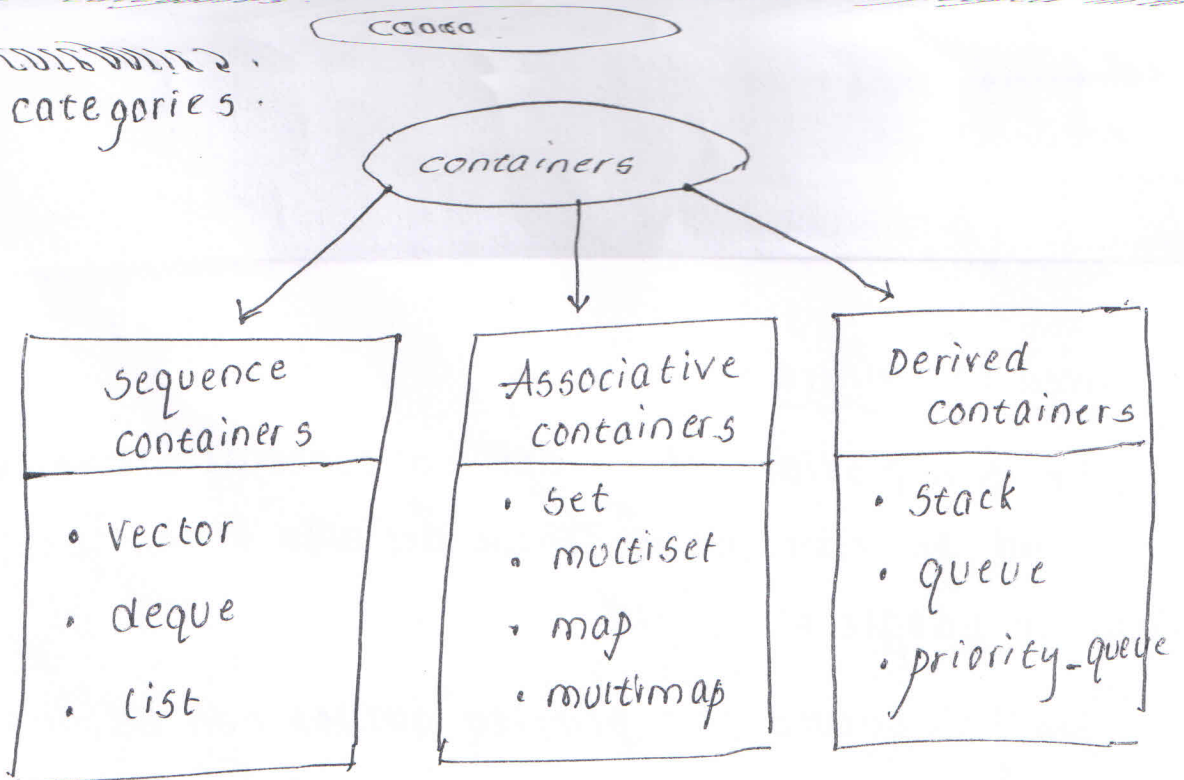 categories.
containers
sequence
containers
• vector
• deque
• list
Associative
containers
• set
• multiset
• map
• multimap
Derived
containers
• stack
• queue
• priority_queue